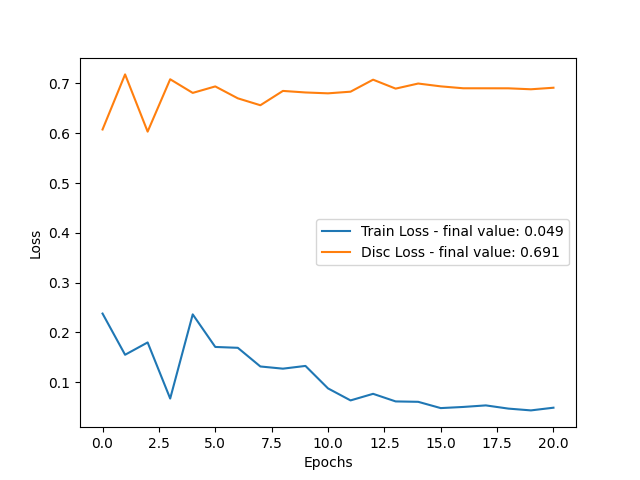 0.7
0.6
0.5
0.4
0.3
0.2
0.1
Loss
Train Loss - final value: 0.049
Disc Loss - final value: 0.691
0.0 2.5 5.0 7.5 10.0 12.5 15.0 17.5 20.0
Epochs